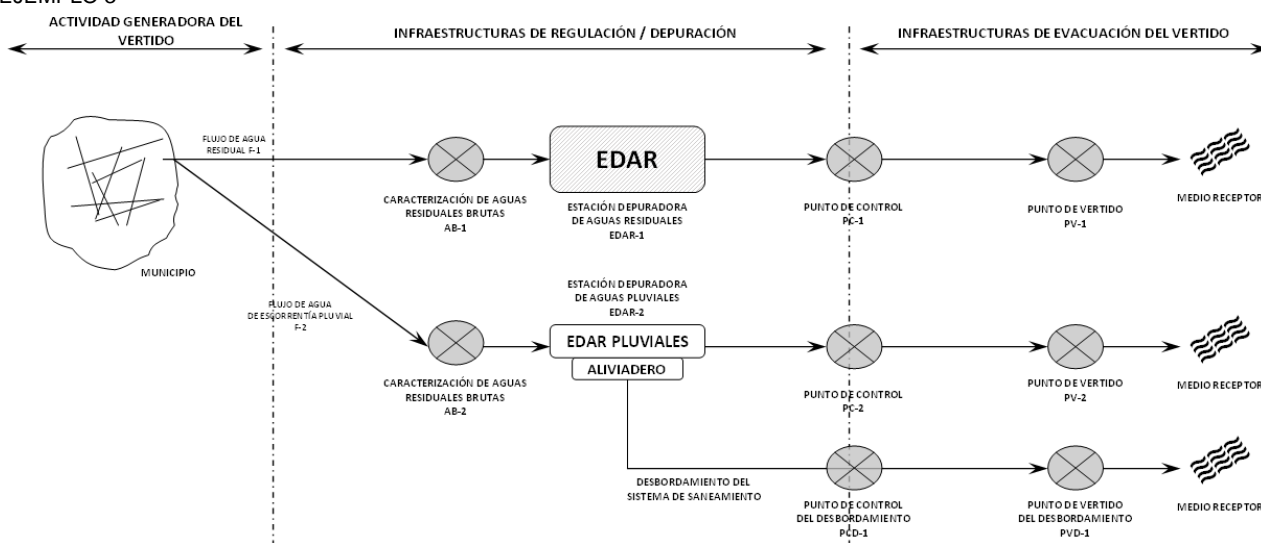 EJEMPLO 3
ACTIVIDAD GENERADORA DEL
VERTIDO
INFRAESTRUCTURAS DE REGULACIÓN / DEPURACIÓN
INFRAESTRUCTURAS DE EVACUACIÓN DEL VERTIDO
FLUJO DE AGUA
RESIDUAL F-1
EDAR
CARACTERIZACIÓN DE AGUAS
RESIDUALES BRUTAS
AB-1
ESTACIÓN DEPURADORA
DE AGUAS RESIDUALES
EDAR-1
PUNTO DE CONTROL
PC-1
PUNTO DE VERTIDO
PV-1
MEDIO RECEPTOR
MUNICIPIO
FLUJO DE AGUA
DE ESCORRENTÍA PLUVIAL
F-2
ESTACIÓN DEPURADORA
DE AGUAS PLUVIALES
EDAR-2
EDAR PLUVIALES
ALIVIADERO
CARACTERIZACIÓN DE AGUAS
RESIDUALES BRUTAS
AB-2
PUNTO DE CONTROL
PC-2
PUNTO DE VERTIDO
PV-2
MEDIO RECEPTOR
DESBORDAMIENTO DEL
SISTEMA DE SANEAMIENTO
PUNTO DE CONTROL
DEL DESBORDAMIENTO
PCD-1
PUNTO DE VERTIDO
DEL DESBORDAMIENTO
PVD-1
MEDIO RECEPTOR